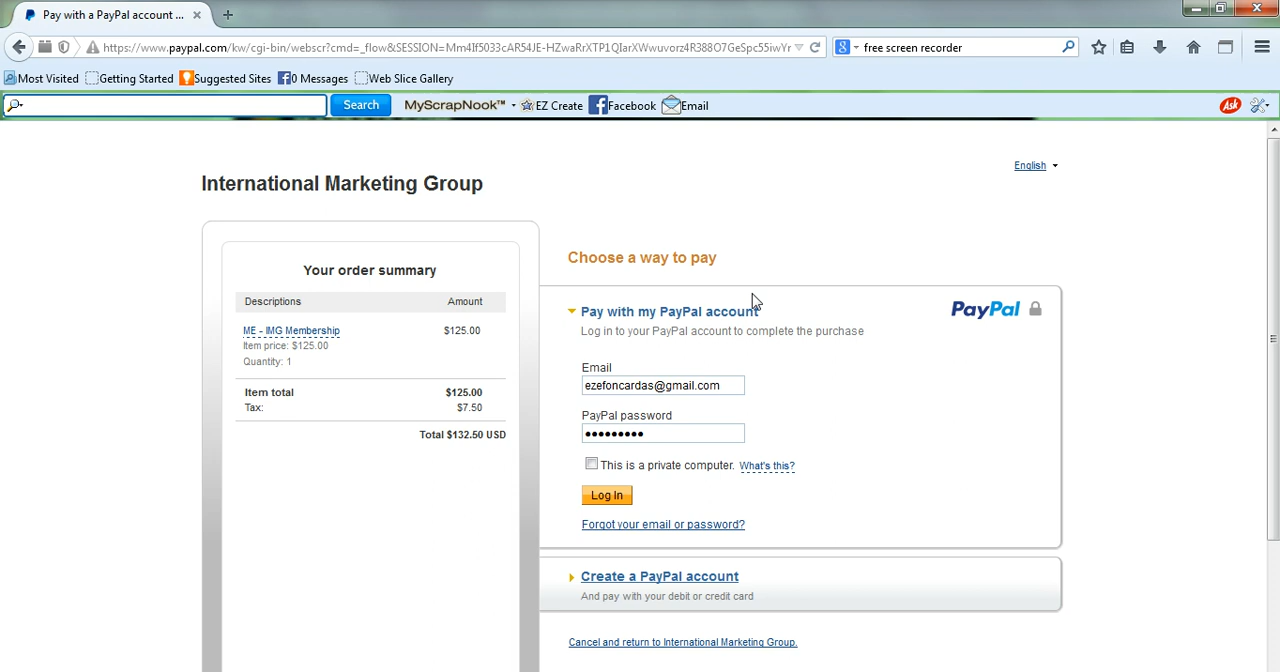 Pay with a PayPal account ...
https://www.paypal.com/kw/cgi-bin/webscr?cmd=_flow&SESSION=Mm4If5033cAR54JE-HZwaRrXTP1QIarXWwuvorz4R388O7GeSpc55iwYr
free screen recorder
Most Visited Getting Started Suggested Sites 0 Messages Web Slice Gallery
Search MyScrapNook™ EZ Create Facebook Email Ask
English
International Marketing Group
Your order summary
Descriptions Amount
ME - IMG Membership $125.00
Item price: $125.00
Quantity: 1
Item total $125.00
Tax: $7.50
Total $132.50 USD
Choose a way to pay
Pay with my PayPal account PayPal
Log in to your PayPal account to complete the purchase
Email
ezefoncardas@gmail.com
PayPal password
•••••••••
This is a private computer. What's this?
Log In
Forgot your email or password?
Create a PayPal account
And pay with your debit or credit card
Cancel and return to International Marketing Group.